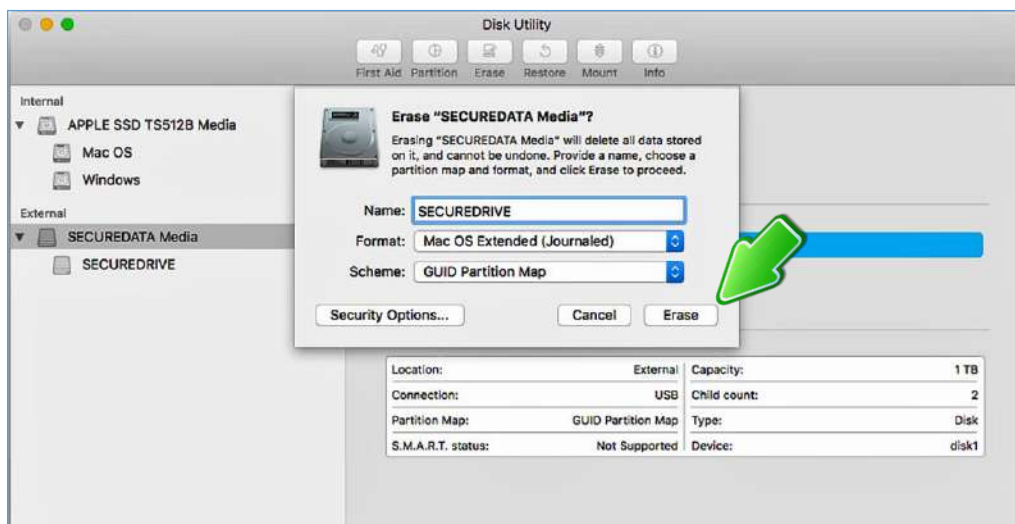 Disk Utility
First Aid Partition Erase Restore Mount Info
Internal
APPLE SSD TS512B Media
Mac OS
Windows
External
SECUREDATA Media
SECUREDRIVE
Erase "SECUREDATA Media"?
Erasing "SECUREDATA Media" will delete all data stored
on it, and cannot be undone. Provide a name, choose a
partition map and format, and click Erase to proceed.
Name: SECUREDRIVE
Format: Mac OS Extended (Journaled)
Scheme: GUID Partition Map
Security Options... Cancel Erase
Location: External Capacity: 1 TB
Connection: USB Child count: 2
Partition Map: GUID Partition Map Type: Disk
S.M.A.R.T. status: Not Supported Device: disk1